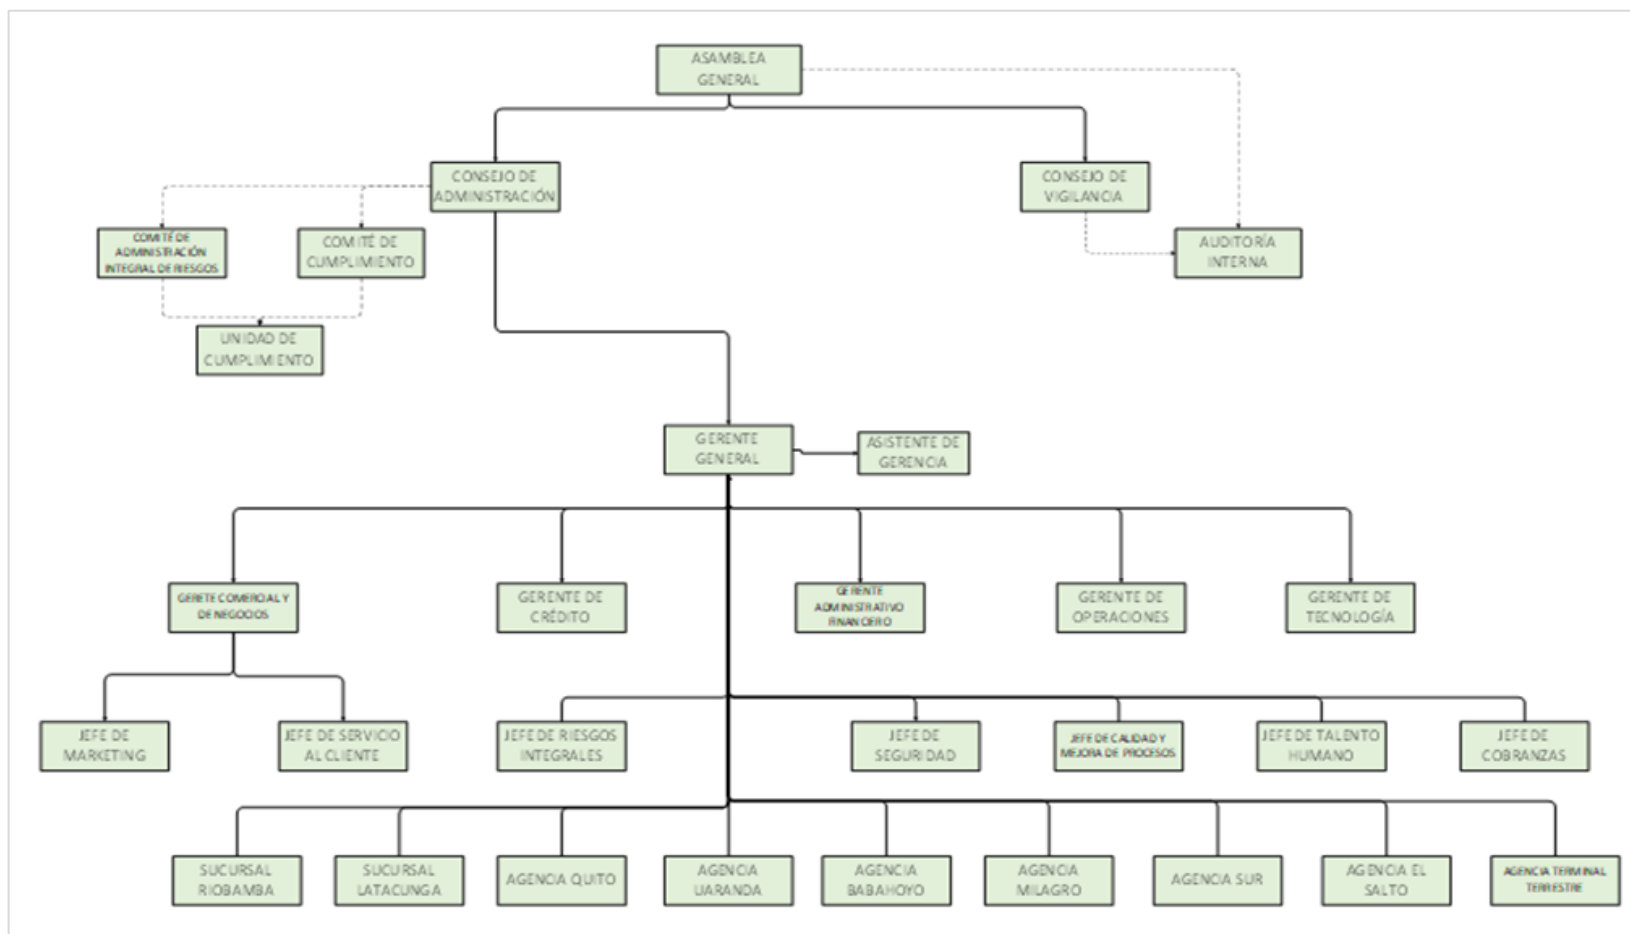 ASAMBLEA
GENERAL
CONSEJO DE
ADMINISTRACIÓN
CONSEJO DE
VIGILANCIA
COMITÉ DE
ADMINISTRACIÓN
INTEGRAL DE RIESGOS
COMITÉ DE
CUMPLIMIENTO
AUDITORÍA
INTERNA
UNIDAD DE
CUMPLIMIENTO
GERENTE
GENERAL
ASISTENTE DE
GERENCIA
GERETE COMERCIAL Y
DE NEGOCIOS
GERENTE DE
CRÉDITO
GERENTE
ADMINISTRATIVO
FINANCIERO
GERENTE DE
OPERACIONES
GERENTE DE
TECNOLOGÍA
JEFE DE
MARKETING
JEFE DE SERVICIO
AL CLIENTE
JEFE DE RIESGOS
INTEGRALES
JEFE DE
SEGURIDAD
JEFE DE CALIDAD Y
MEJORA DE PROCESOS
JEFE DE TALENTO
HUMANO
JEFE DE
COBRANZAS
SUCURSAL
RIOBAMBA
SUCURSAL
LATACUNGA
AGENCIA QUITO
AGENCIA
UARANDA
AGENCIA
BABAHOYO
AGENCIA
MILAGRO
AGENCIA SUR
AGENCIA EL
SALTO
AGENCIA TERMINAL
TERRESTRE